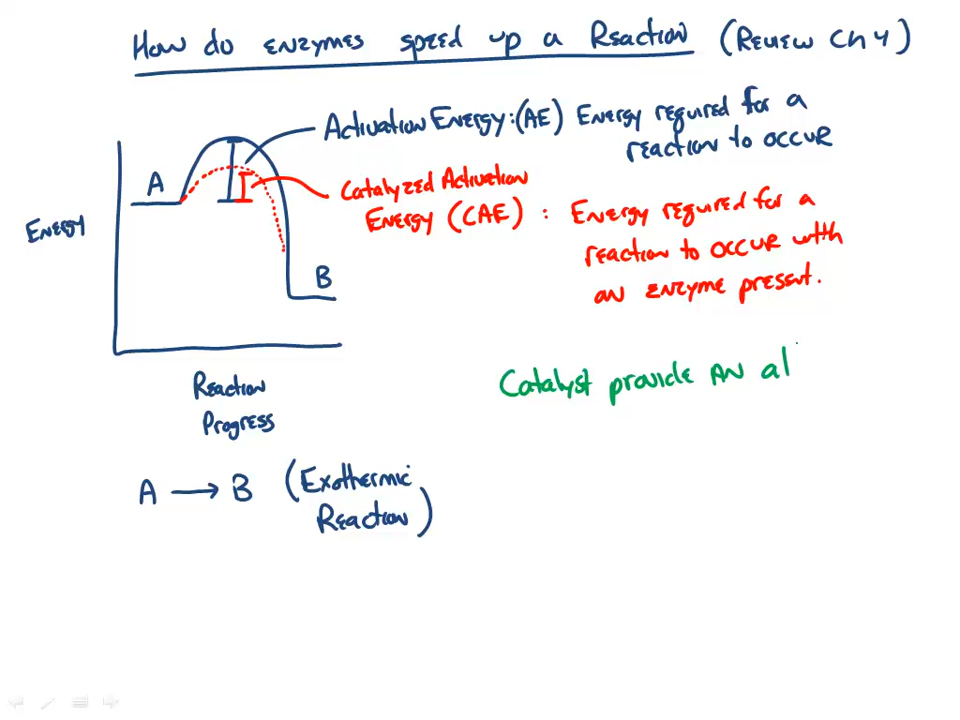 How do enzymes speed up a Reaction (Review Ch 4)
Activation Energy: (AE) Energy required for a
reaction to occur
A
Catalyzed Activation
Energy (CAE) : Energy required for a
reaction to occur with
an enzyme present.
Energy
B
Reaction
Progress
Catalyst provide an al
A → B (Exothermic
Reaction)